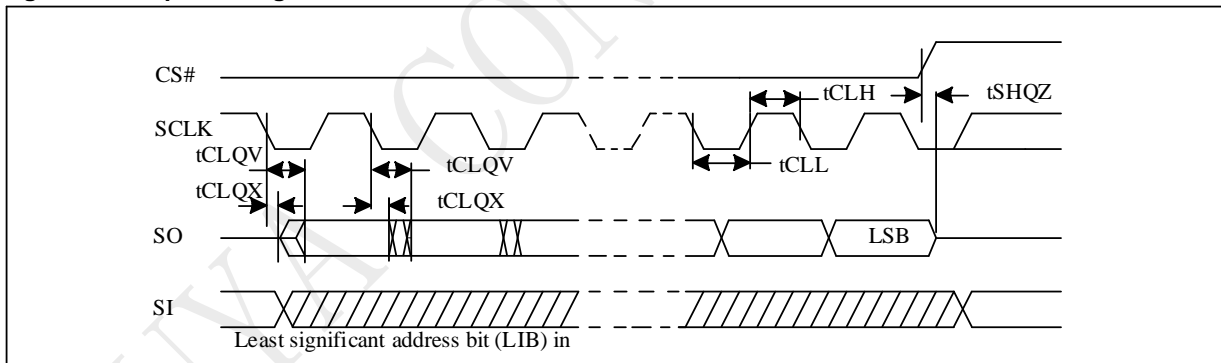 CS#
tCLH
tSHQZ
SCLK
tCLQV
tCLQV
tCLL
tCLQX
tCLQX
SO
LSB
SI
Least significant address bit (LIB) in